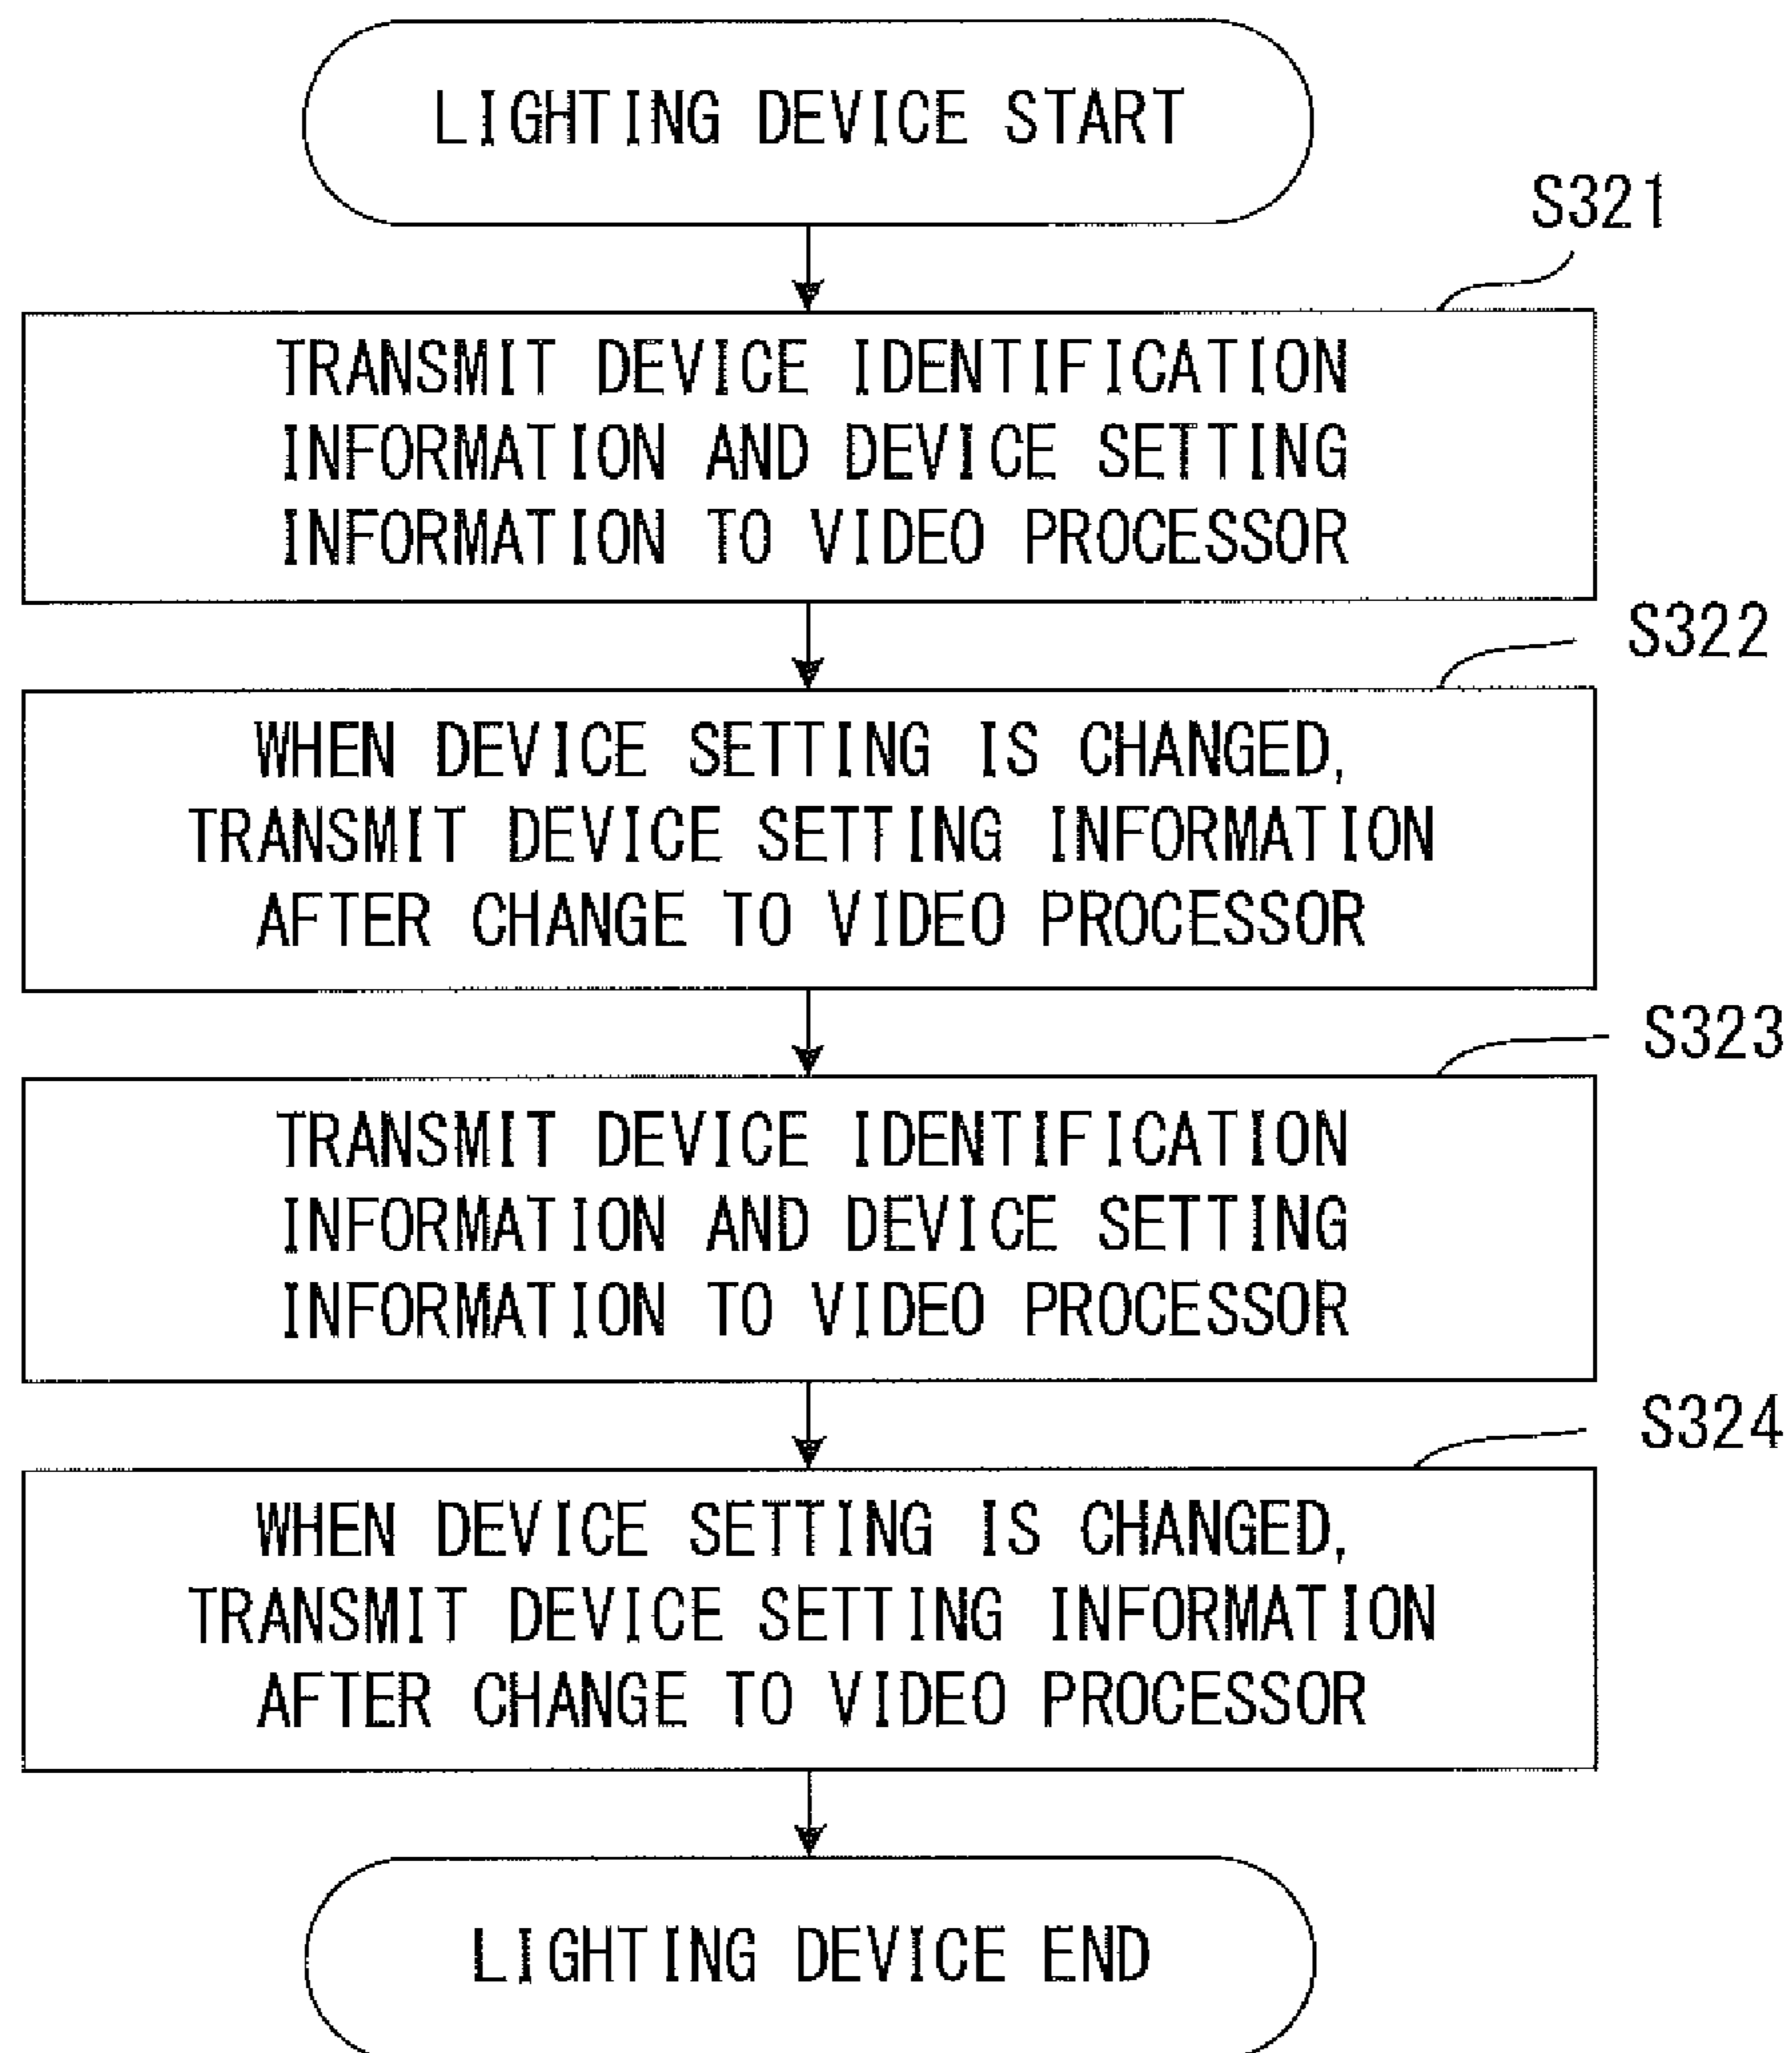 LIGHTING DEVICE START
S321
TRANSMIT DEVICE IDENTIFICATION
INFORMATION AND DEVICE SETTING
INFORMATION TO VIDEO PROCESSOR
S322
WHEN DEVICE SETTING IS CHANGED,
TRANSMIT DEVICE SETTING INFORMATION
AFTER CHANGE TO VIDEO PROCESSOR
S323
TRANSMIT DEVICE IDENTIFICATION
INFORMATION AND DEVICE SETTING
INFORMATION TO VIDEO PROCESSOR
S324
WHEN DEVICE SETTING IS CHANGED,
TRANSMIT DEVICE SETTING INFORMATION
AFTER CHANGE TO VIDEO PROCESSOR
LIGHTING DEVICE END